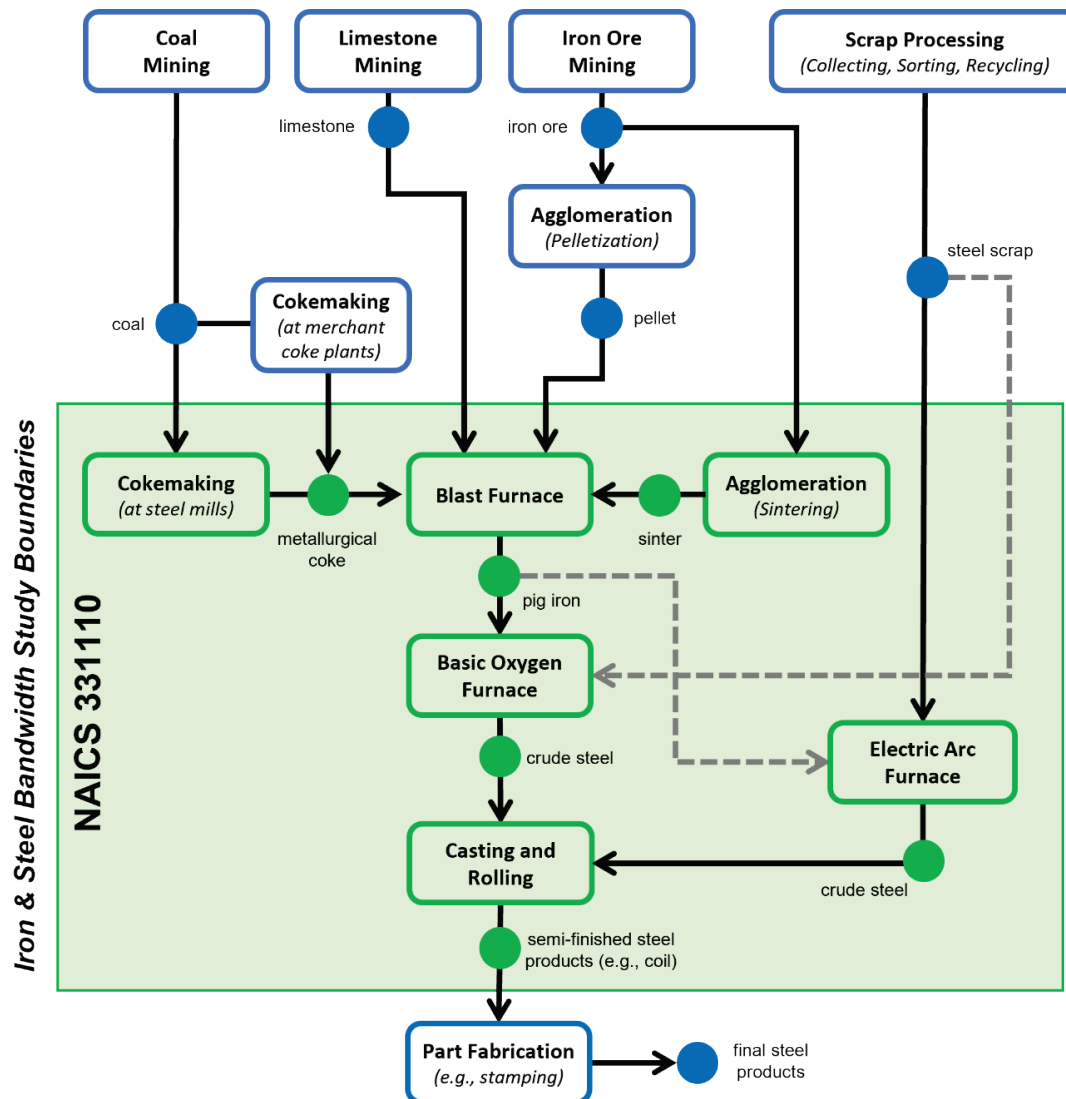 Coal
Mining
Limestone
Mining
Iron Ore
Mining
Scrap Processing
(Collecting, Sorting, Recycling)
limestone
iron ore
Agglomeration
(Pelletization)
steel scrap
Cokemaking
(at merchant
coke plants)
coal
pellet
Iron & Steel Bandwidth Study Boundaries
NAICS 331110
Cokemaking
(at steel mills)
metallurgical
coke
Blast Furnace
sinter
Agglomeration
(Sintering)
pig iron
Basic Oxygen
Furnace
crude steel
Electric Arc
Furnace
Casting and
Rolling
crude steel
semi-finished steel
products (e.g., coil)
Part Fabrication
(e.g., stamping)
final steel
products